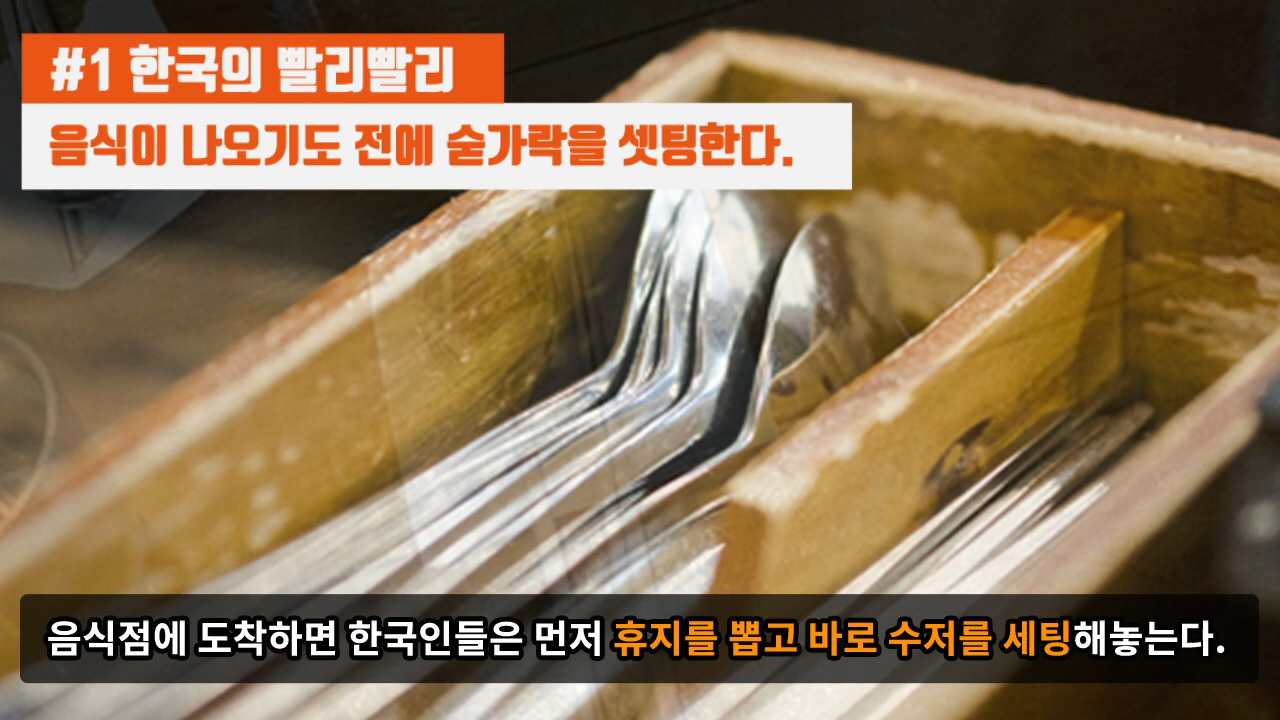 #1 한국의 빨리빨리
음식이 나오기도 전에 숟가락을 셋팅한다.
음식점에 도착하면 한국인들은 먼저 휴지를 뽑고 바로 수저를 세팅해놓는다.